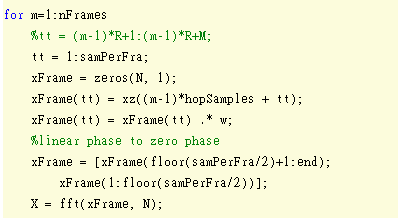 for m=1:nFrames
%tt = (m-1)*R+1:(m-1)*R+M;
tt = 1:samPerFra;
xFrame = zeros(N, 1);
xFrame(tt) = xz((m-1)*hopSamples + tt);
xFrame(tt) = xFrame(tt) .* w;
%linear phase to zero phase
xFrame = [xFrame(floor(samPerFra/2)+1:end);
xFrame(1:floor(samPerFra/2))];
X = fft(xFrame, N);